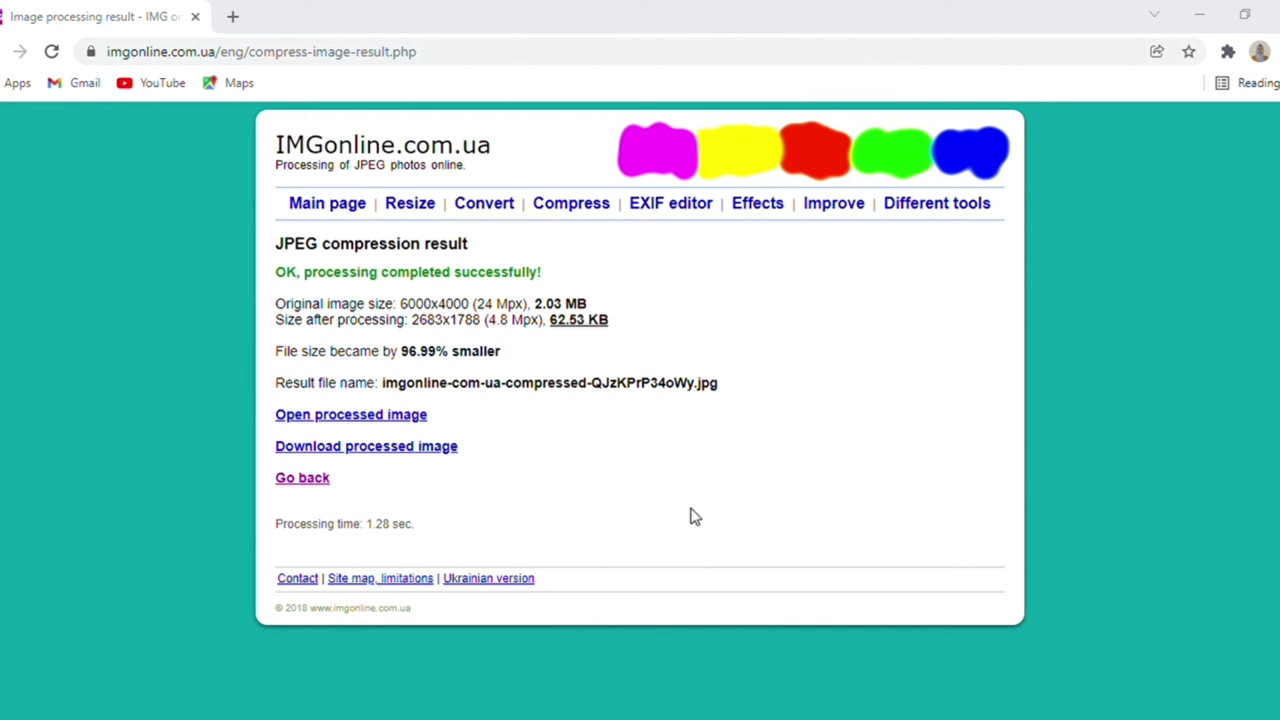 Image processing result - IMG or
imgonline.com.ua/eng/compress-image-result.php
Apps Gmail YouTube Maps Reading
IMGonline.com.ua
Processing of JPEG photos online.
Main page | Resize | Convert | Compress | EXIF editor | Effects | Improve | Different tools
JPEG compression result
OK, processing completed successfully!
Original image size: 6000x4000 (24 Mpx), 2.03 MB
Size after processing: 2683x1788 (4.8 Mpx), 62.53 KB
File size became by 96.99% smaller
Result file name: imgonline-com-ua-compressed-QJzKPrP34oWy.jpg
Open processed image
Download processed image
Go back
Processing time: 1.28 sec.
Contact | Site map, limitations | Ukrainian version
© 2018 www.imgonline.com.ua